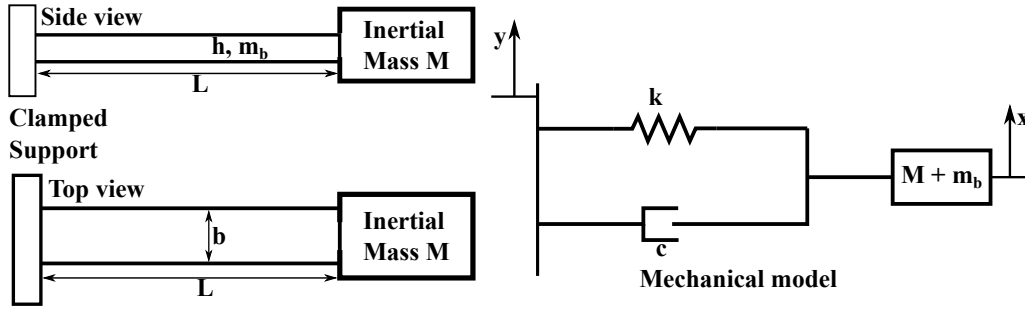 Side view
h, m_b
L
Inertial
Mass M
Clamped
Support
Top view
b
L
Inertial
Mass M
y
k
c
M + m_b
x
Mechanical model